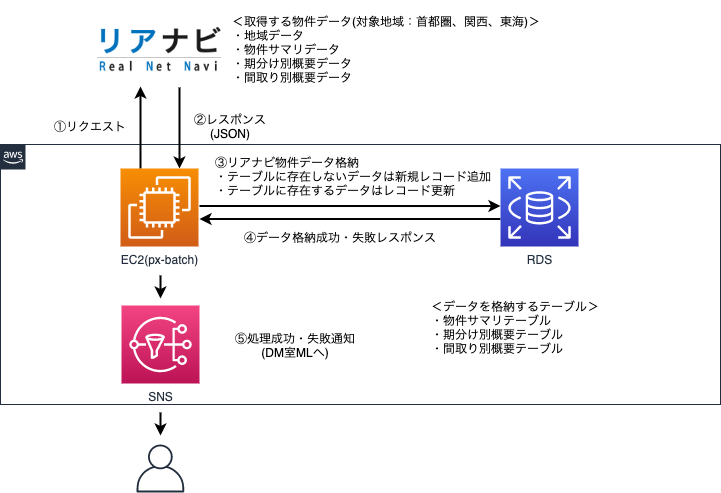 リアナビ
Real Net Navi
＜取得する物件データ(対象地域：首都圏、関西、東海)＞
・地域データ
・物件サマリデータ
・期分け別概要データ
・間取り別概要データ
①リクエスト
②レスポンス
(JSON)
aws
③リアナビ物件データ格納
・テーブルに存在しないデータは新規レコード追加
・テーブルに存在するデータはレコード更新
④データ格納成功・失敗レスポンス
EC2(px-batch)
RDS
＜データを格納するテーブル＞
・物件サマリテーブル
・期分け別概要テーブル
・間取り別概要テーブル
⑤処理成功・失敗通知
(DM室MLへ)
SNS